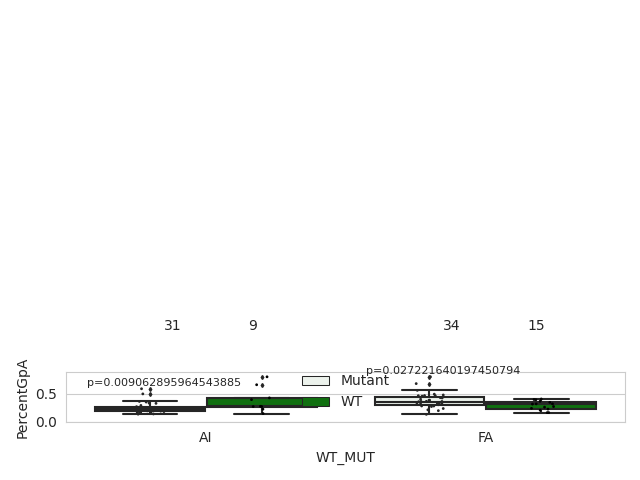 31 9 34 15
p=0.027221640197450794
p=0.009062895964543885
Mutant
WT
PercentGpA
0.5
0.0
AI FA
WT_MUT